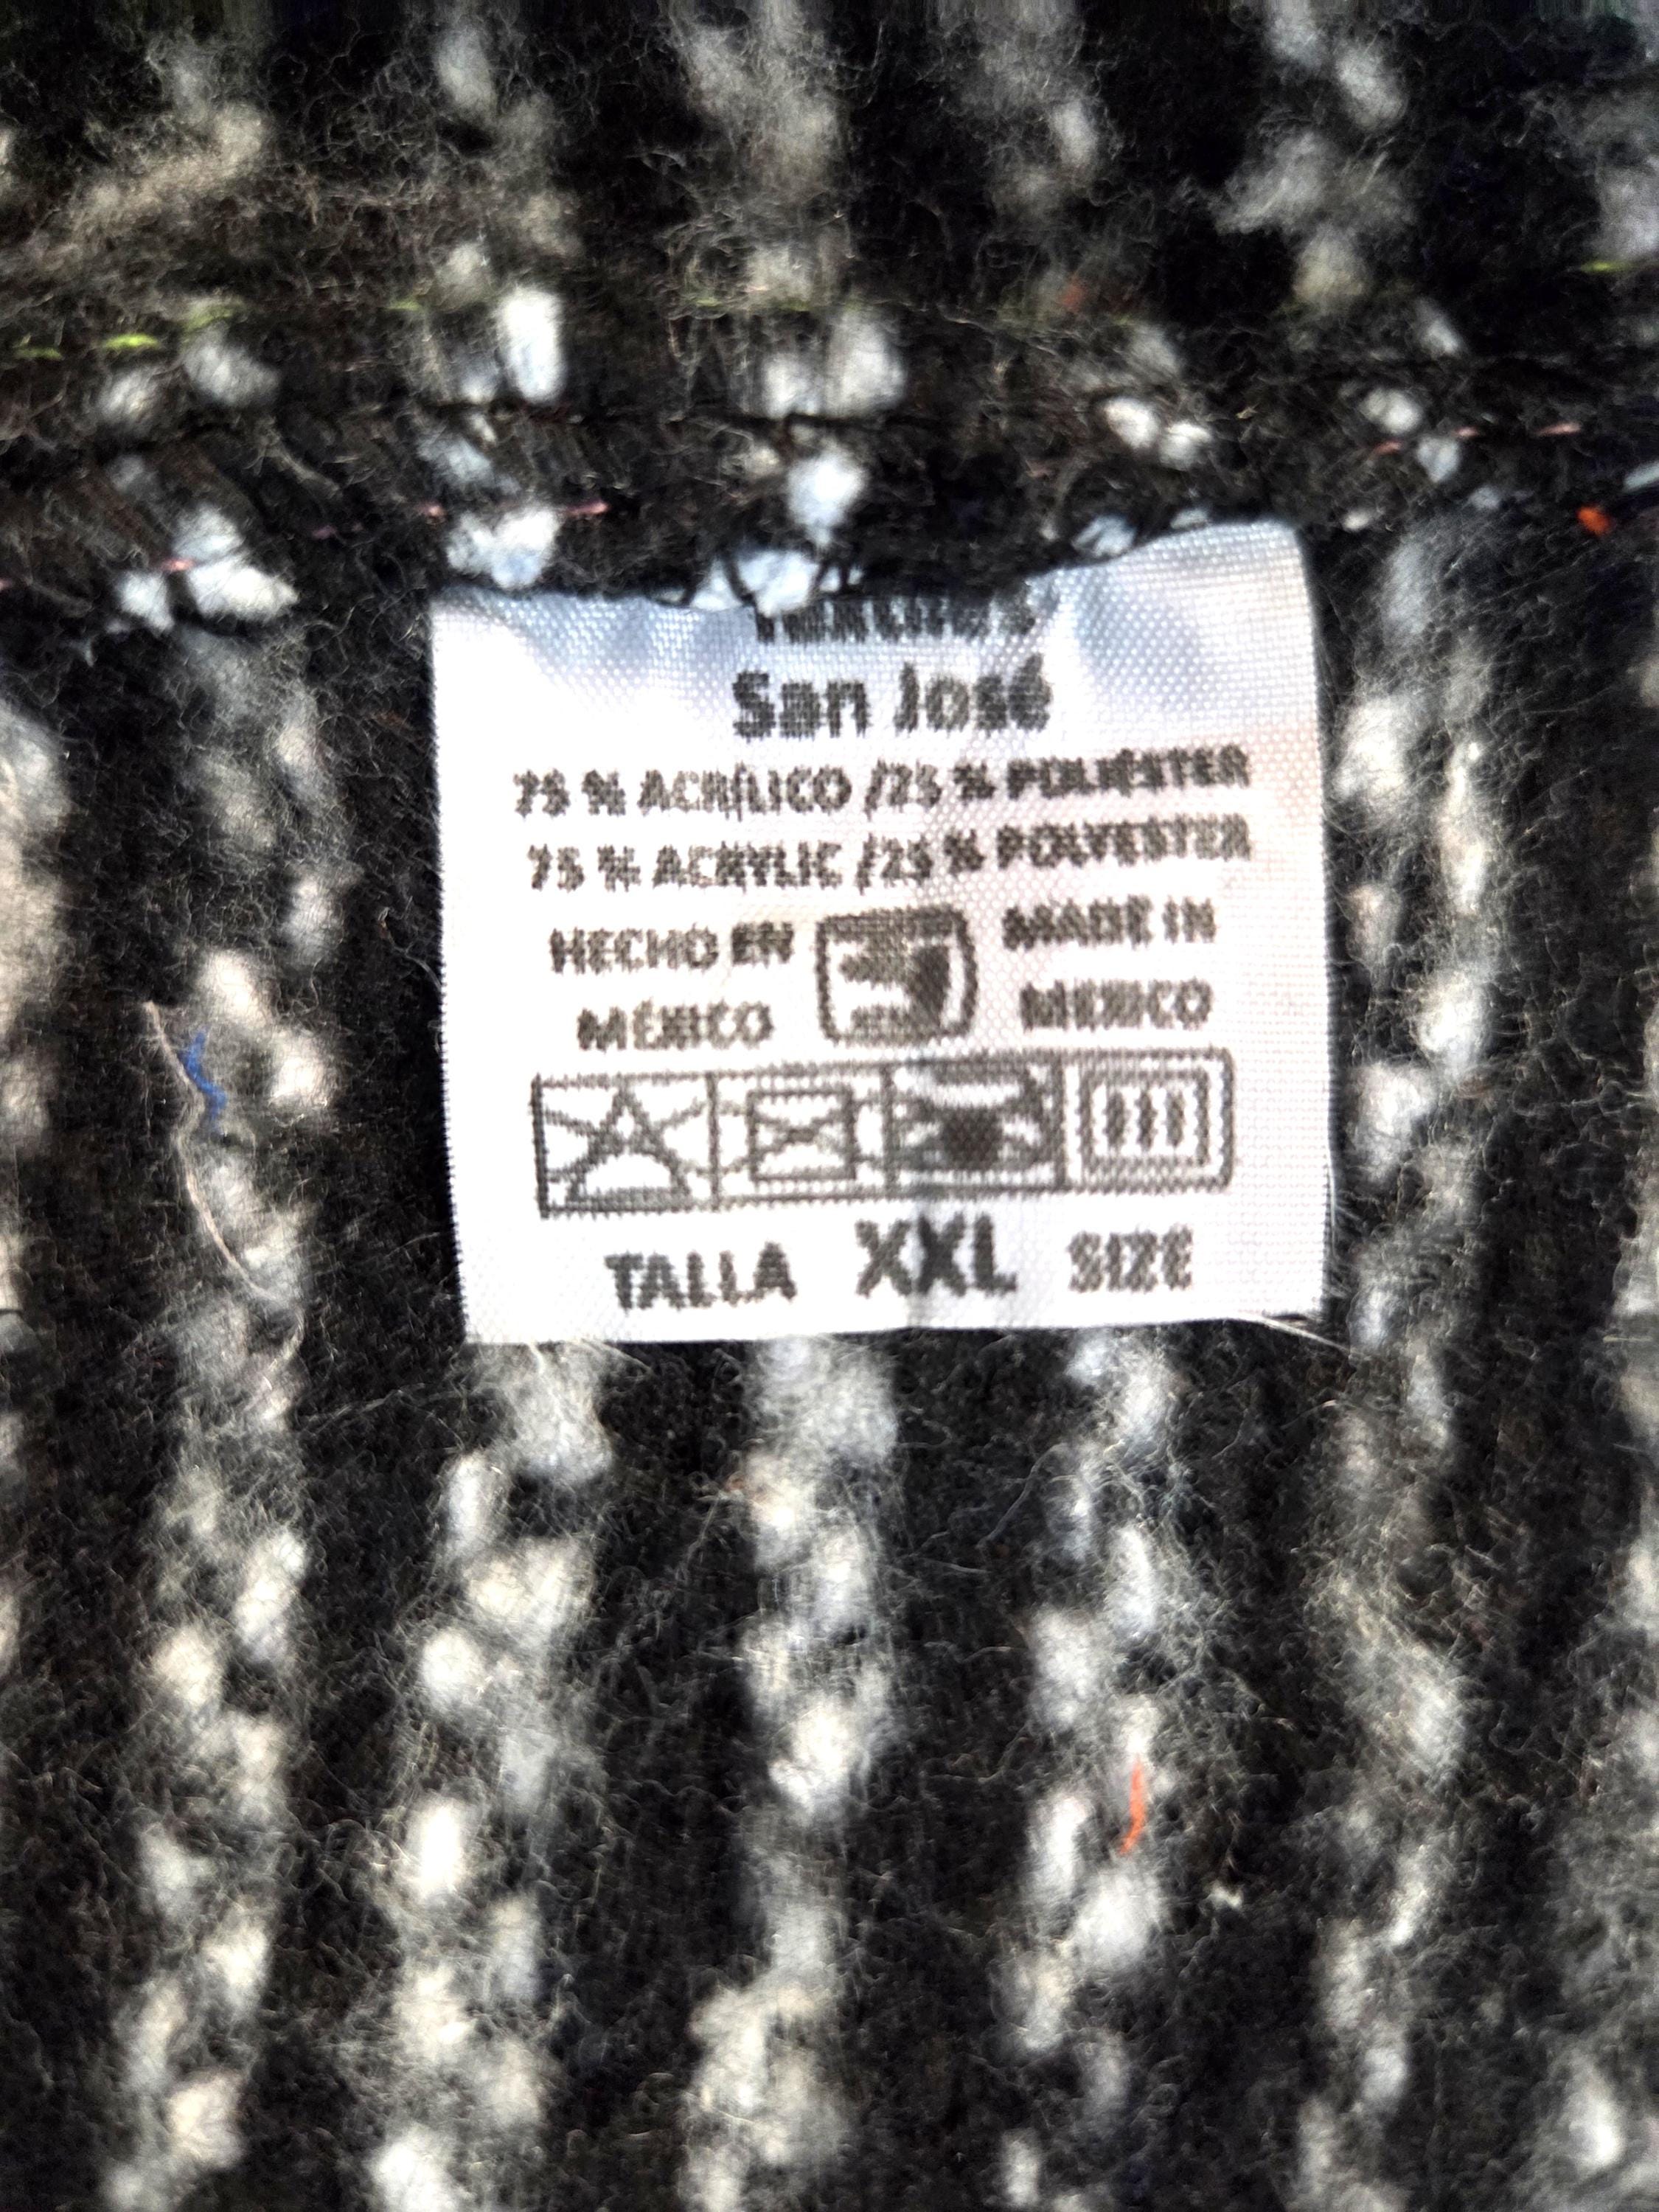 San José
75 % ACRÍLICO /25 % POLIÉSTER
75 % ACRYLIC /25 % POLYESTER
HECHO EN MADE IN
MÉXICO MEXICO
TALLA XXL SIZE